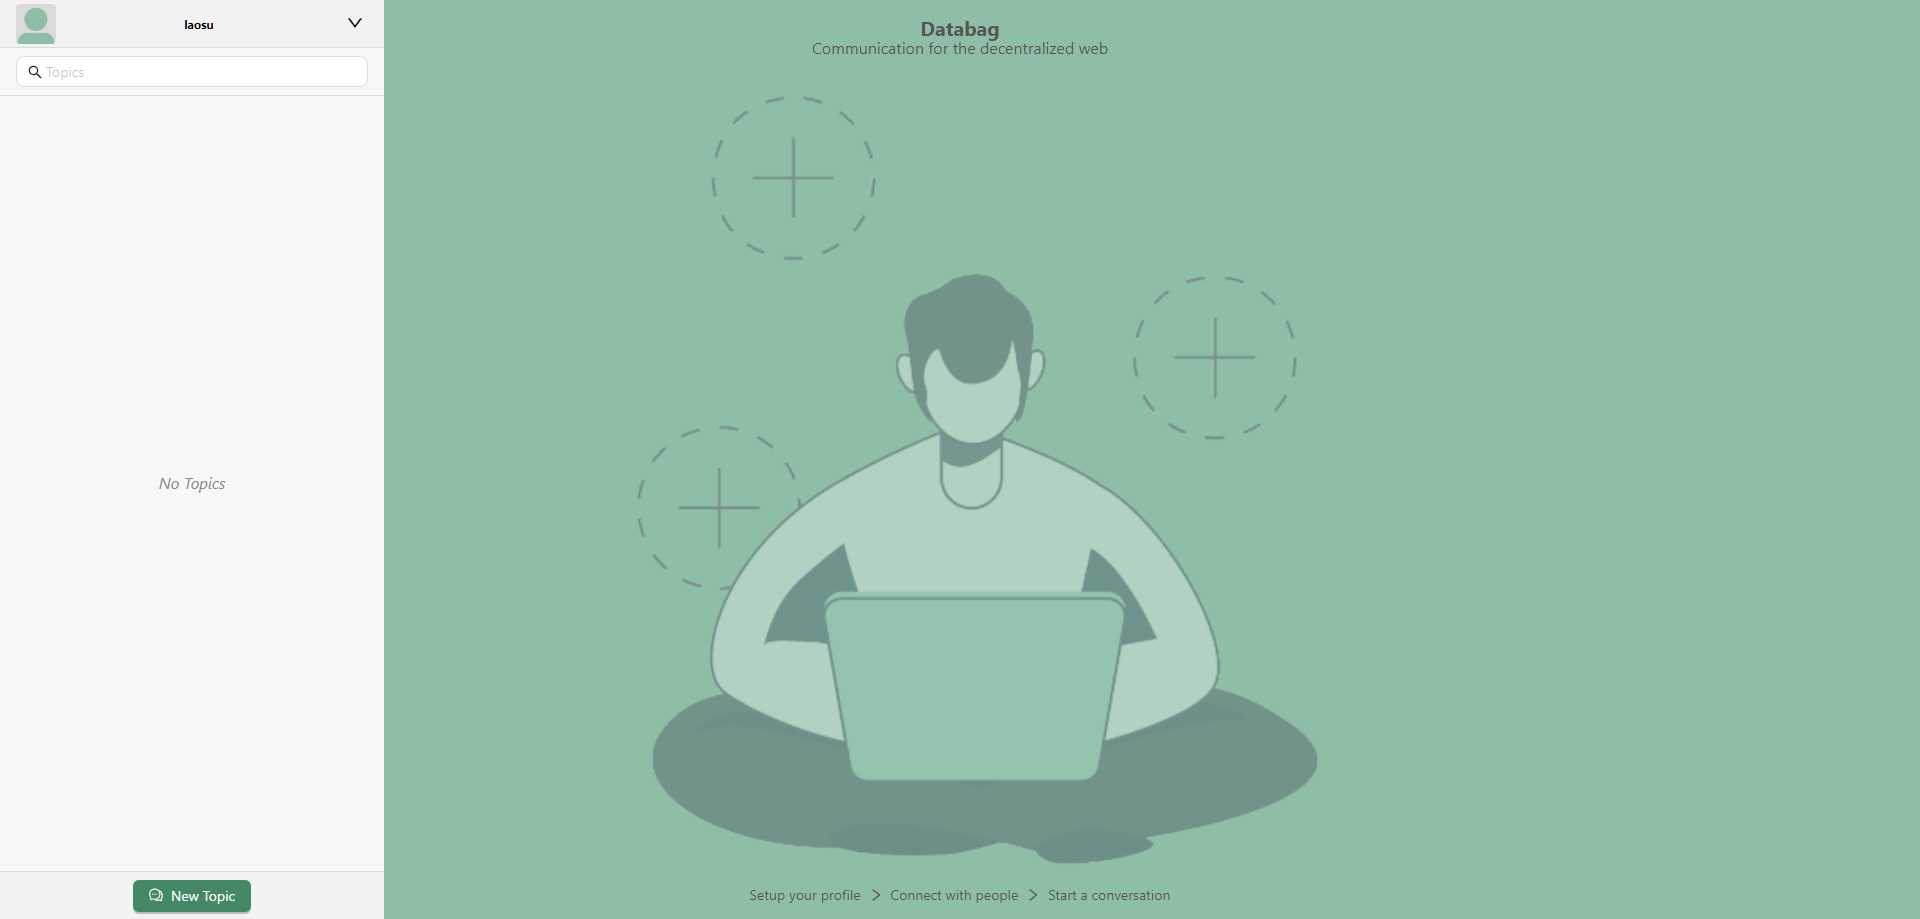 laosu
Topics
No Topics
New Topic
Databag
Communication for the decentralized web
Setup your profile > Connect with people > Start a conversation